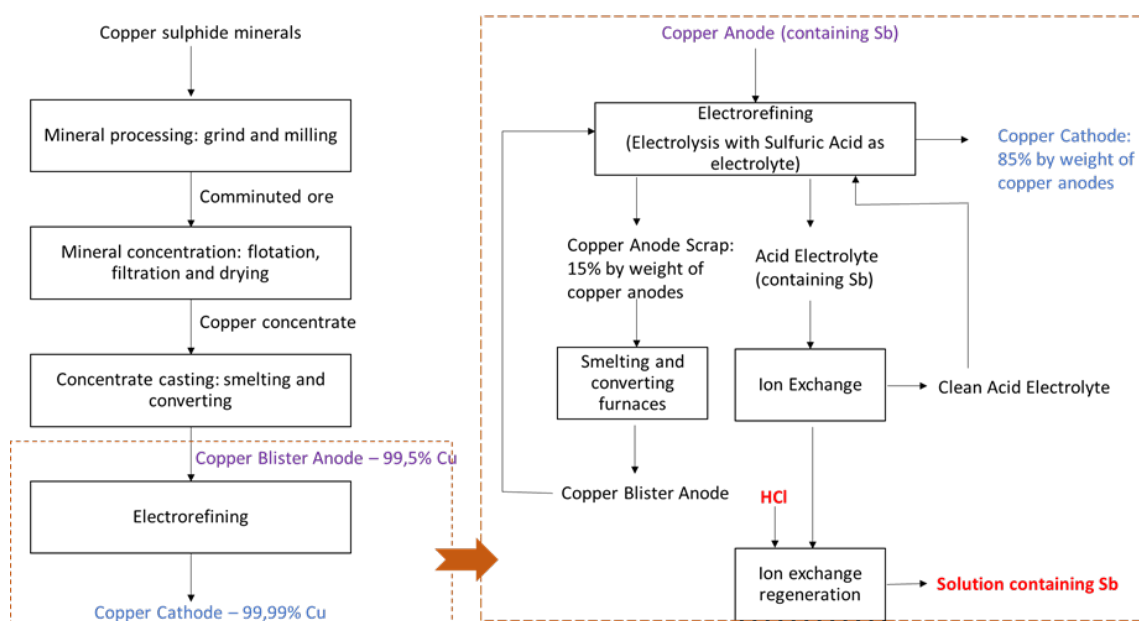 Copper sulphide minerals
Mineral processing: grind and milling
Comminuted ore
Mineral concentration: flotation,
filtration and drying
Copper concentrate
Concentrate casting: smelting and
converting
Copper Blister Anode – 99,5% Cu
Electrorefining
Copper Cathode – 99,99% Cu
Copper Anode (containing Sb)
Electrorefining
(Electrolysis with Sulfuric Acid as
electrolyte)
Copper Cathode:
85% by weight of
copper anodes
Copper Anode Scrap:
15% by weight of
copper anodes
Acid Electrolyte
(containing Sb)
Smelting and
converting
furnaces
Ion Exchange
Clean Acid Electrolyte
Copper Blister Anode
HCl
Ion exchange
regeneration
Solution containing Sb